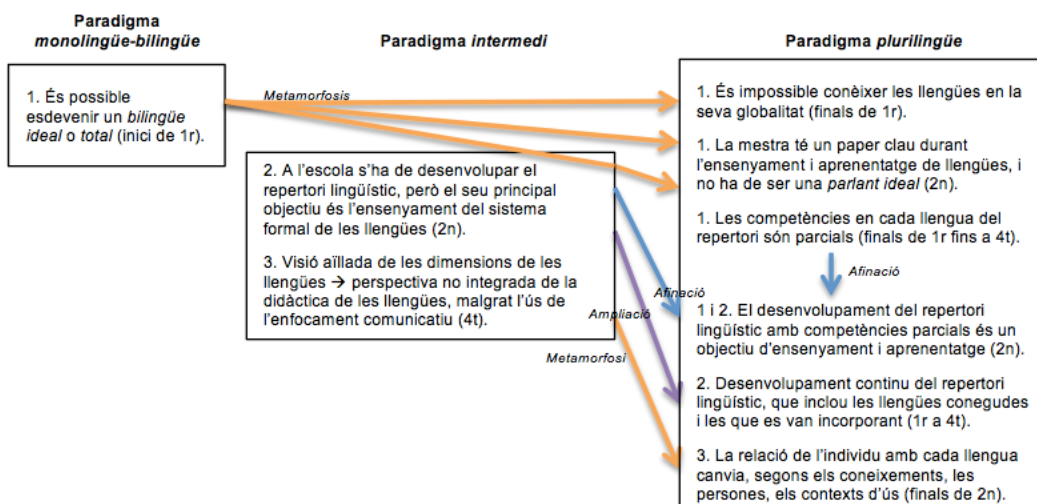 Paradigma
monolingüe-bilingüe
Paradigma intermedi
Paradigma plurilingüe
1. És possible
esdevenir un bilingüe
ideal o total (inici de 1r).
Metamorfosis
2. A l'escola s'ha de desenvolupar el
repertori lingüístic, però el seu principal
objectiu és l'ensenyament del sistema
formal de les llengües (2n).
3. Visió aïllada de les dimensions de les
llengües → perspectiva no integrada de la
didàctica de les llengües, malgrat l'ús de
l'enfocament comunicatiu (4t).
Afinació
Ampliació
Metamorfosi
1. És impossible conèixer les llengües en la
seva globalitat (finals de 1r).
1. La mestra té un paper clau durant
l'ensenyament i aprenentatge de llengües, i
no ha de ser una parlant ideal (2n).
1. Les competències en cada llengua del
repertori són parcials (finals de 1r fins a 4t).
Afinació
1 i 2. El desenvolupament del repertori
lingüístic amb competències parcials és un
objectiu d'ensenyament i aprenentatge (2n).
2. Desenvolupament continu del repertori
lingüístic, que inclou les llengües conegudes
i les que es van incorporant (1r a 4t).
3. La relació de l'individu amb cada llengua
canvia, segons els coneixements, les
persones, els contexts d'ús (finals de 2n).